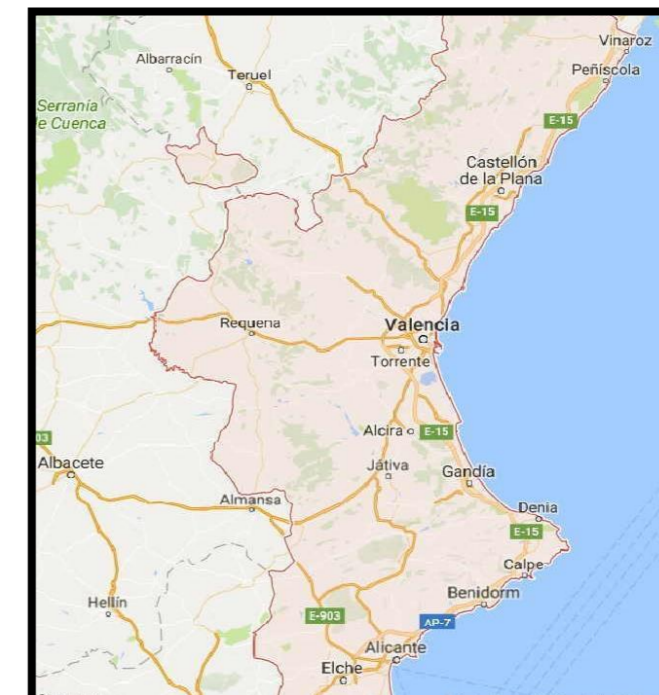 Vinaroz
Albarracín
Peñíscola
Teruel
Serranía
de Cuenca
E-15
Castellón
de la Plana
E-15
Requena
Valencia
Torrente
Alcira
E-15
03
Albacete
Játiva
Gandía
Almansa
Denia
E-15
Calpe
Benidorm
Hellín
E-903
AP-7
Alicante
Elche